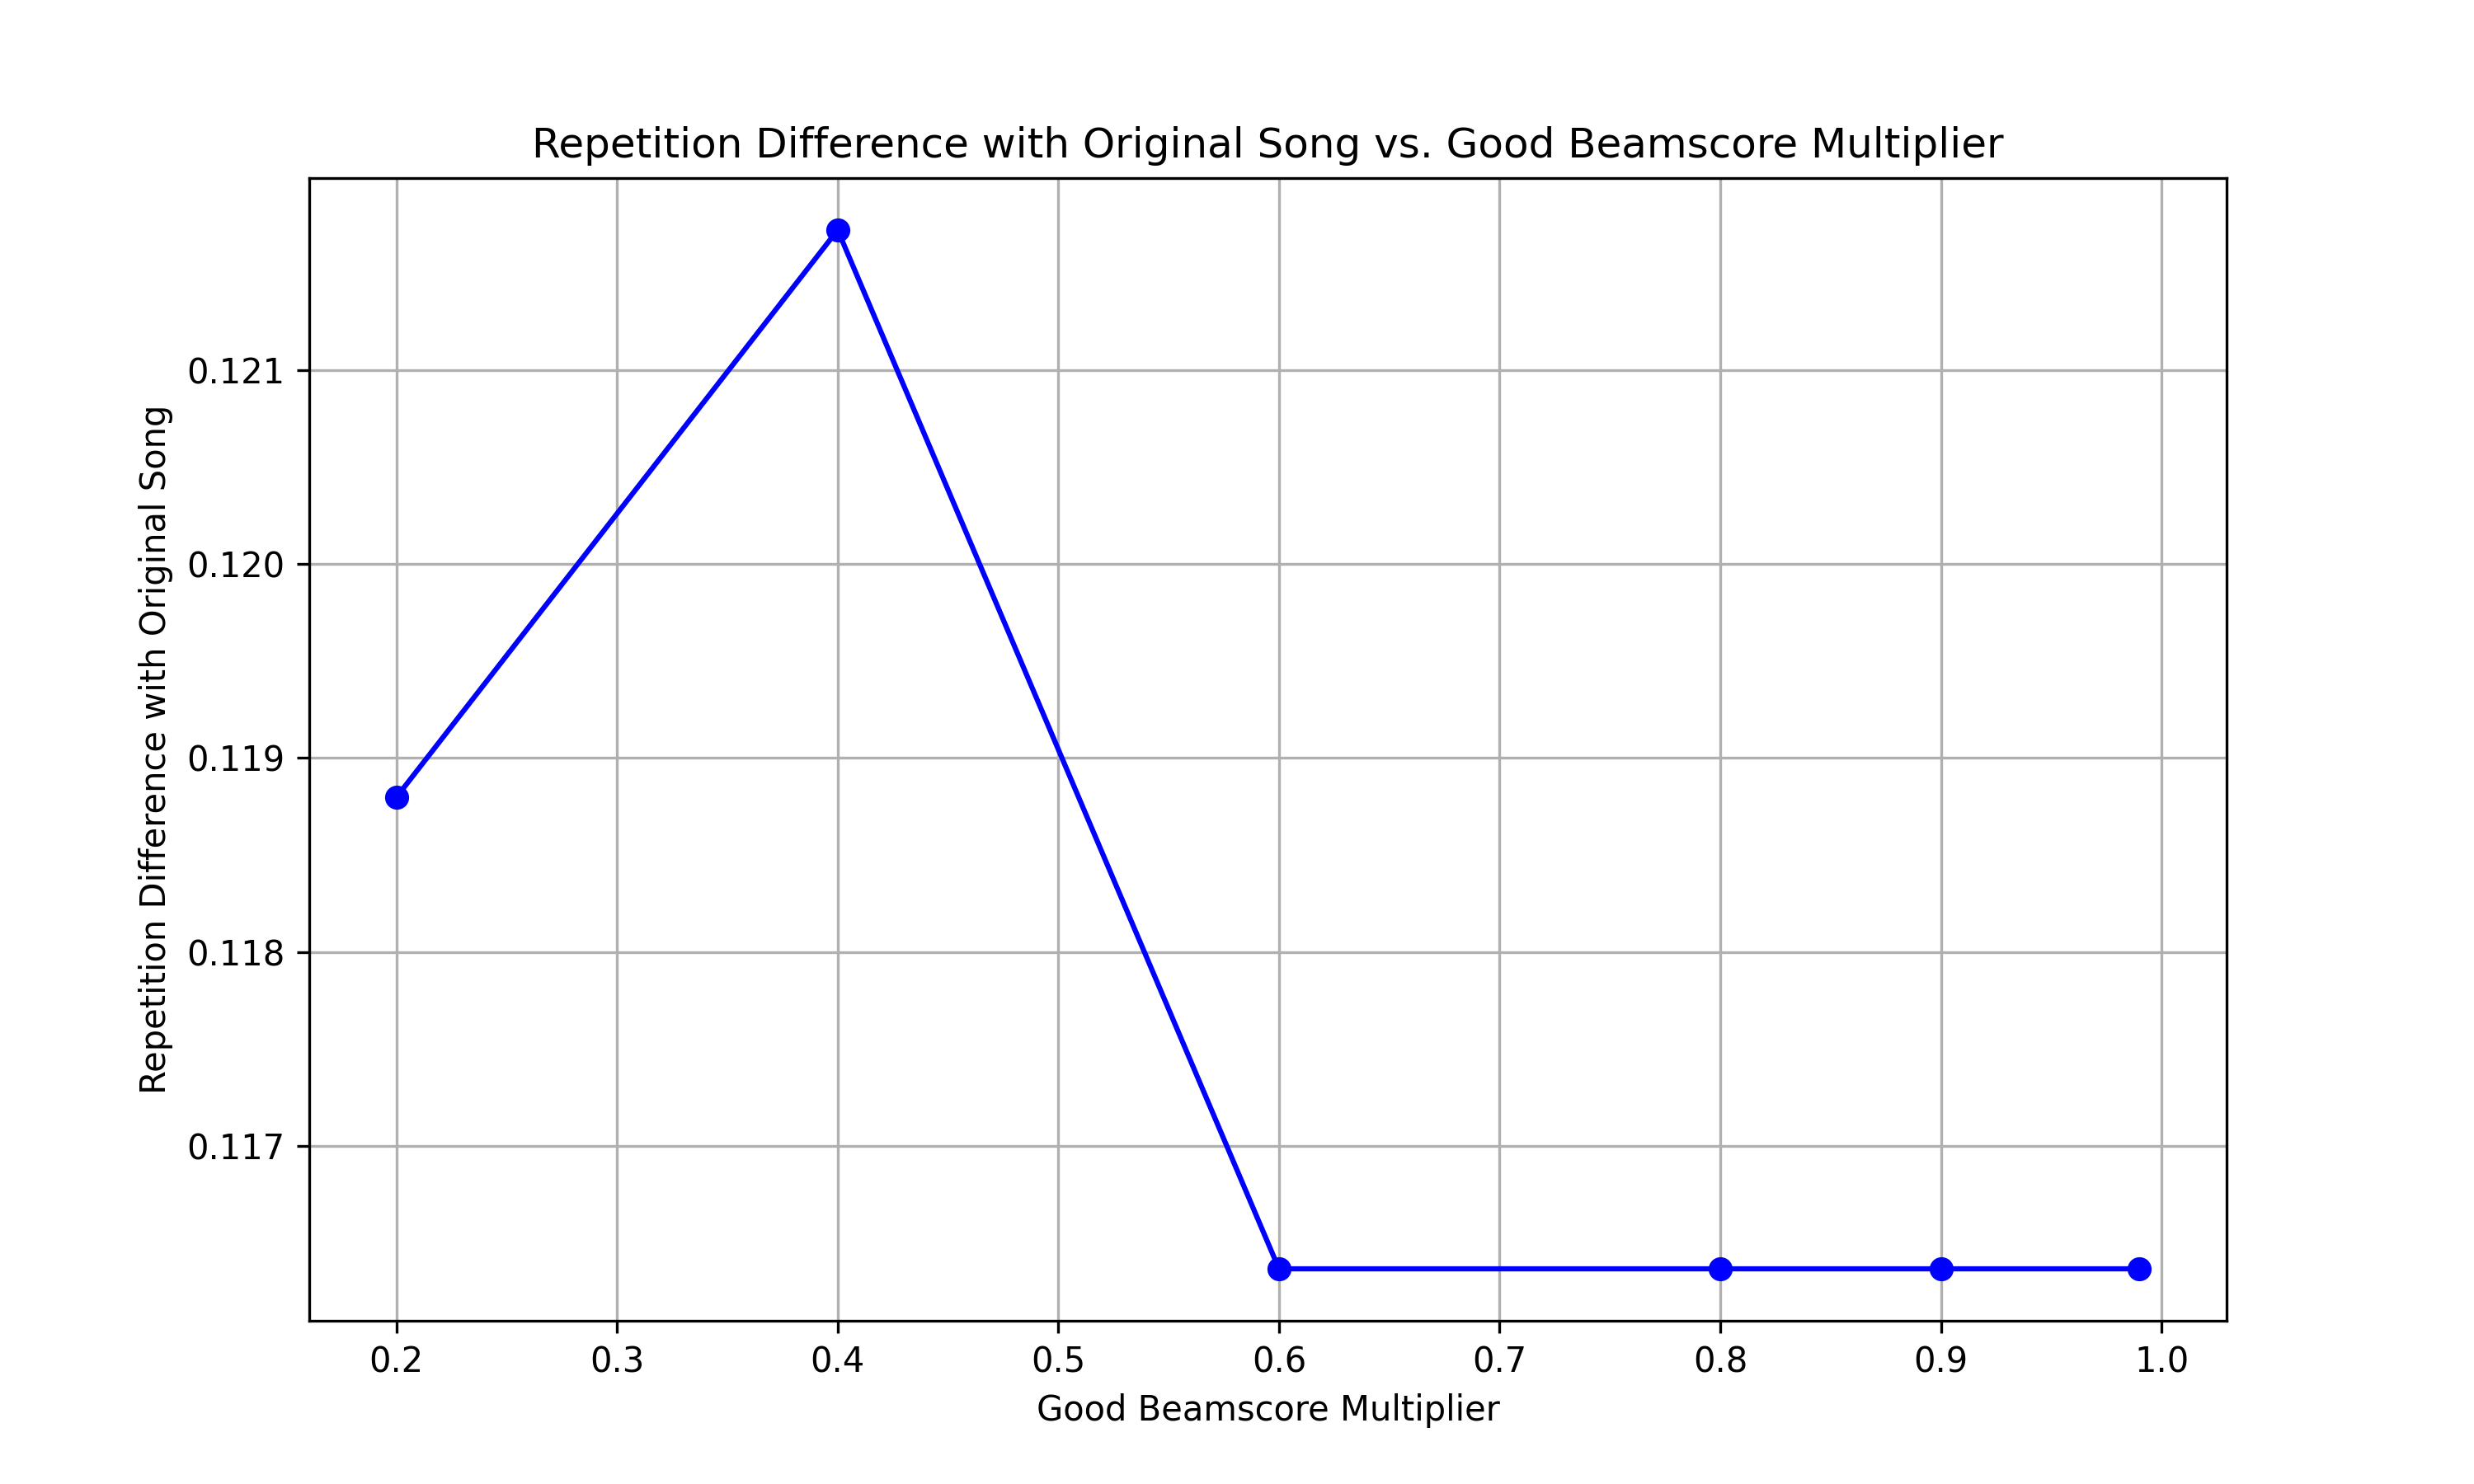 Repetition Difference with Original Song vs. Good Beamscore Multiplier
Repetition Difference with Original Song
0.121
0.120
0.119
0.118
0.117
0.2 0.3 0.4 0.5 0.6 0.7 0.8 0.9 1.0
Good Beamscore Multiplier